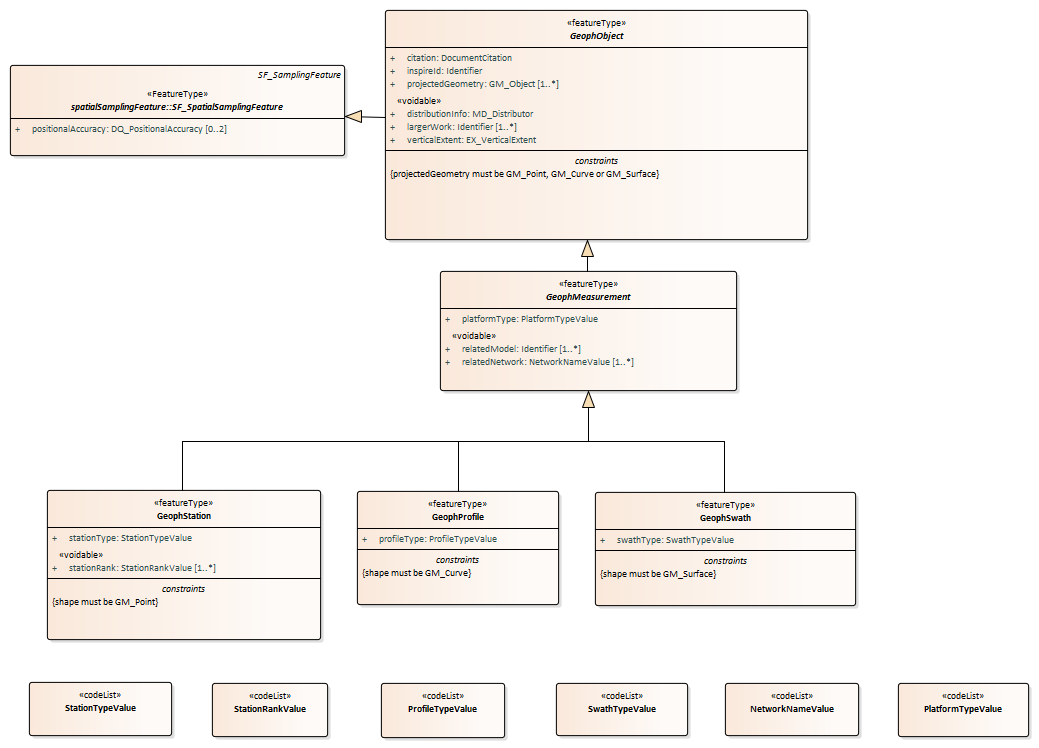 «featureType»
GeophObject
+ citation: DocumentCitation
+ inspireId: Identifier
+ projectedGeometry: GM_Object [1..*]
«voidable»
+ distributionInfo: MD_Distributor
+ largerWork: Identifier [1..*]
+ verticalExtent: EX_VerticalExtent
constraints
{projectedGeometry must be GM_Point, GM_Curve or GM_Surface}
SF_SamplingFeature
«FeatureType»
spatialSamplingFeature::SF_SpatialSamplingFeature
+ positionalAccuracy: DQ_PositionalAccuracy [0..2]
«featureType»
GeophMeasurement
+ platformType: PlatformTypeValue
«voidable»
+ relatedModel: Identifier [1..*]
+ relatedNetwork: NetworkNameValue [1..*]
«featureType»
GeophStation
+ stationType: StationTypeValue
«voidable»
+ stationRank: StationRankValue [1..*]
constraints
{shape must be GM_Point}
«featureType»
GeophProfile
+ profileType: ProfileTypeValue
constraints
{shape must be GM_Curve}
«featureType»
GeophSwath
+ swathType: SwathTypeValue
constraints
{shape must be GM_Surface}
«codeList»
StationTypeValue
«codeList»
StationRankValue
«codeList»
ProfileTypeValue
«codeList»
SwathTypeValue
«codeList»
NetworkNameValue
«codeList»
PlatformTypeValue